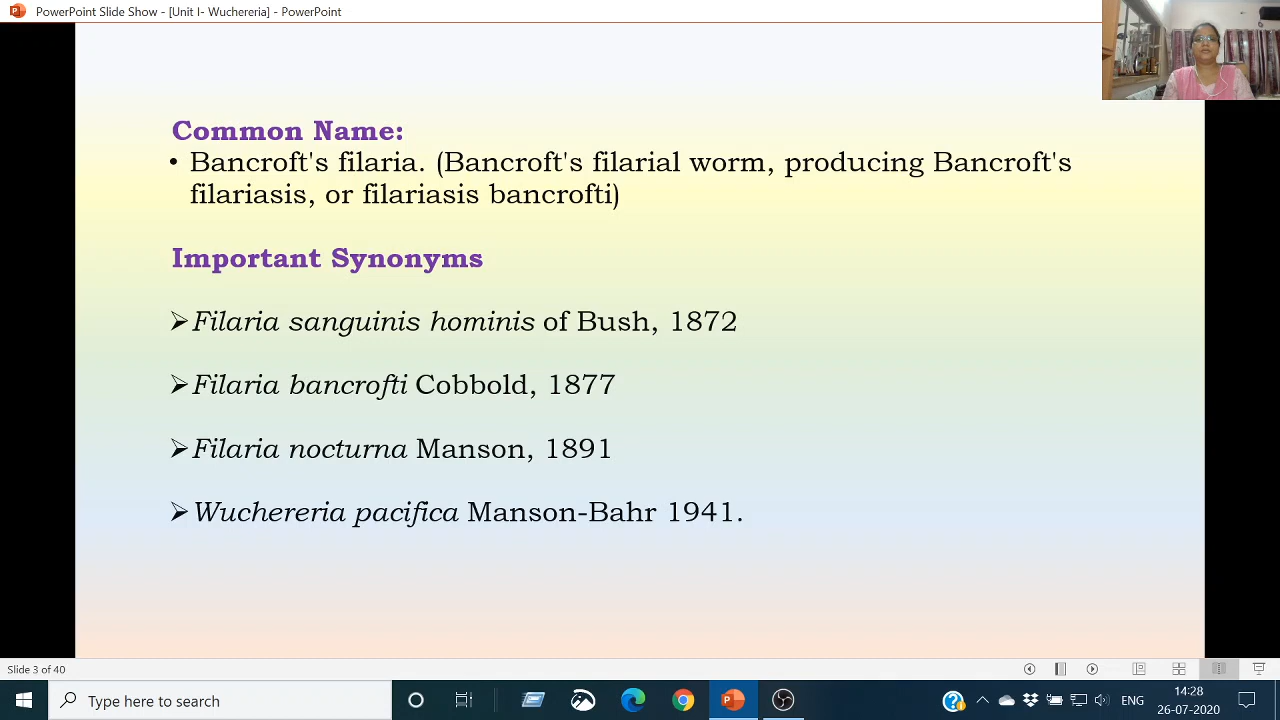 PowerPoint Slide Show - [Unit I- Wuchereria] - PowerPoint
Common Name:
• Bancroft's filaria. (Bancroft's filarial worm, producing Bancroft's
filariasis, or filariasis bancrofti)
Important Synonyms
➢Filaria sanguinis hominis of Bush, 1872
➢Filaria bancrofti Cobbold, 1877
➢Filaria nocturna Manson, 1891
➢Wuchereria pacifica Manson-Bahr 1941.
Slide 3 of 40
Type here to search
ENG
14:28
26-07-2020